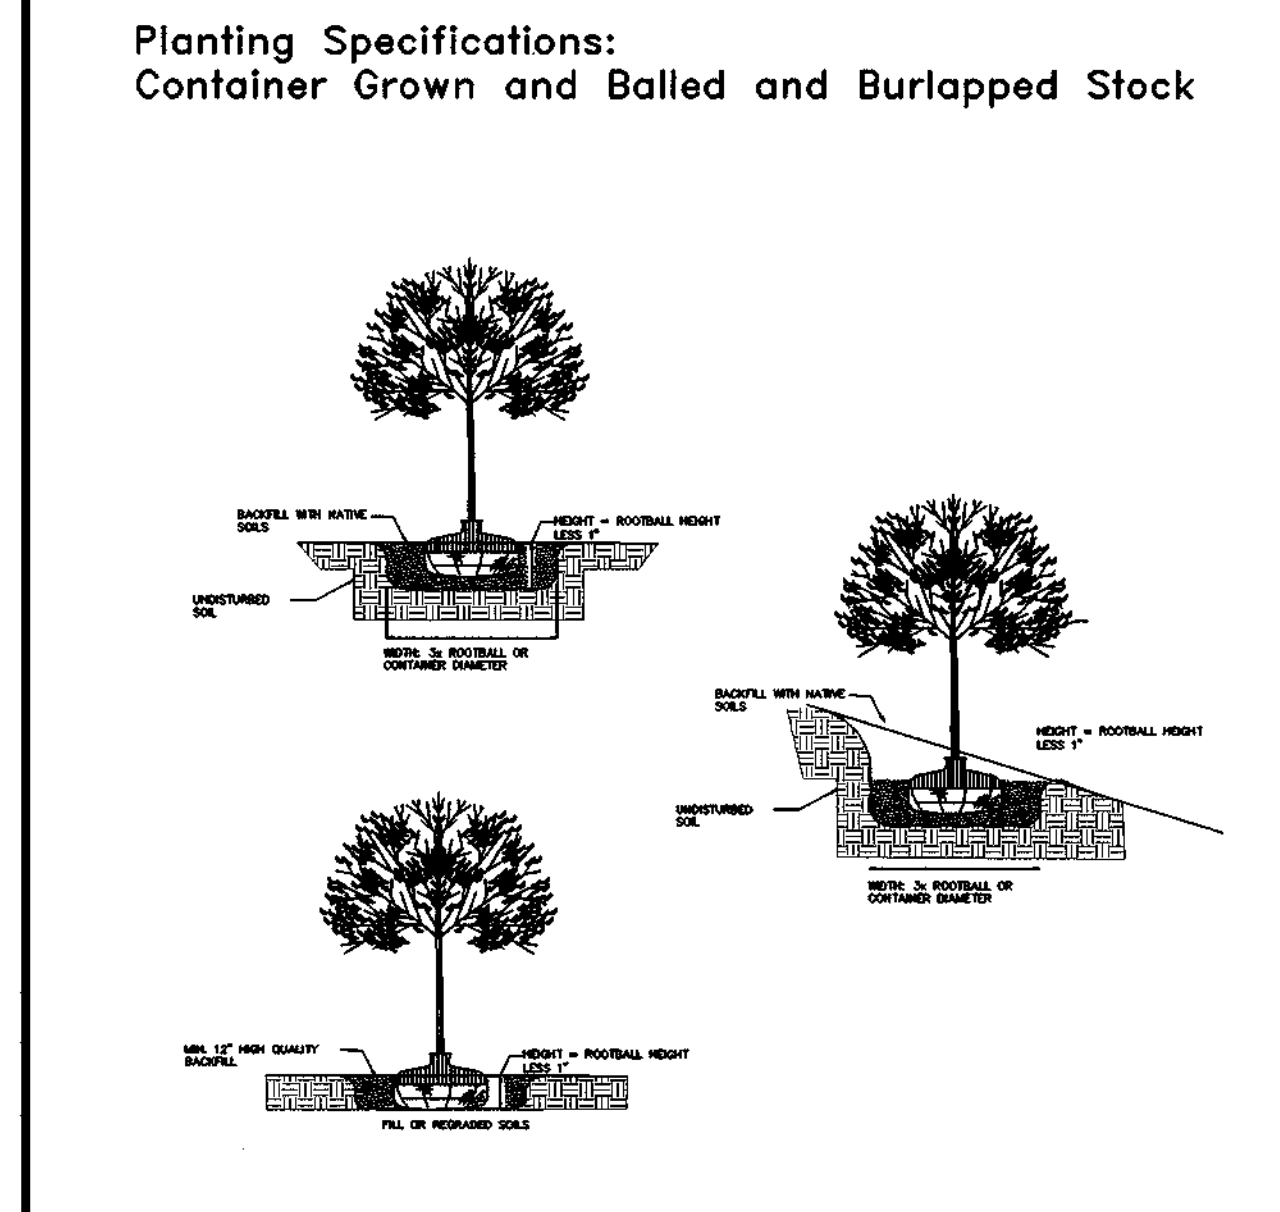 Planting Specifications:
Container Grown and Balled and Burlapped Stock
BACKFILL WITH NATIVE
SOILS
HEIGHT = ROOTBALL HEIGHT
LESS 1"
UNDISTURBED
SOIL
WIDTH: 3x ROOTBALL OR
CONTAINER DIAMETER
BACKFILL WITH NATIVE
SOILS
HEIGHT = ROOTBALL HEIGHT
LESS 1"
UNDISTURBED
SOIL
WIDTH: 3x ROOTBALL OR
CONTAINER DIAMETER
MIN. 12" HIGH QUALITY
BACKFILL
HEIGHT = ROOTBALL HEIGHT
LESS 1"
FILL OR REGRADED SOILS